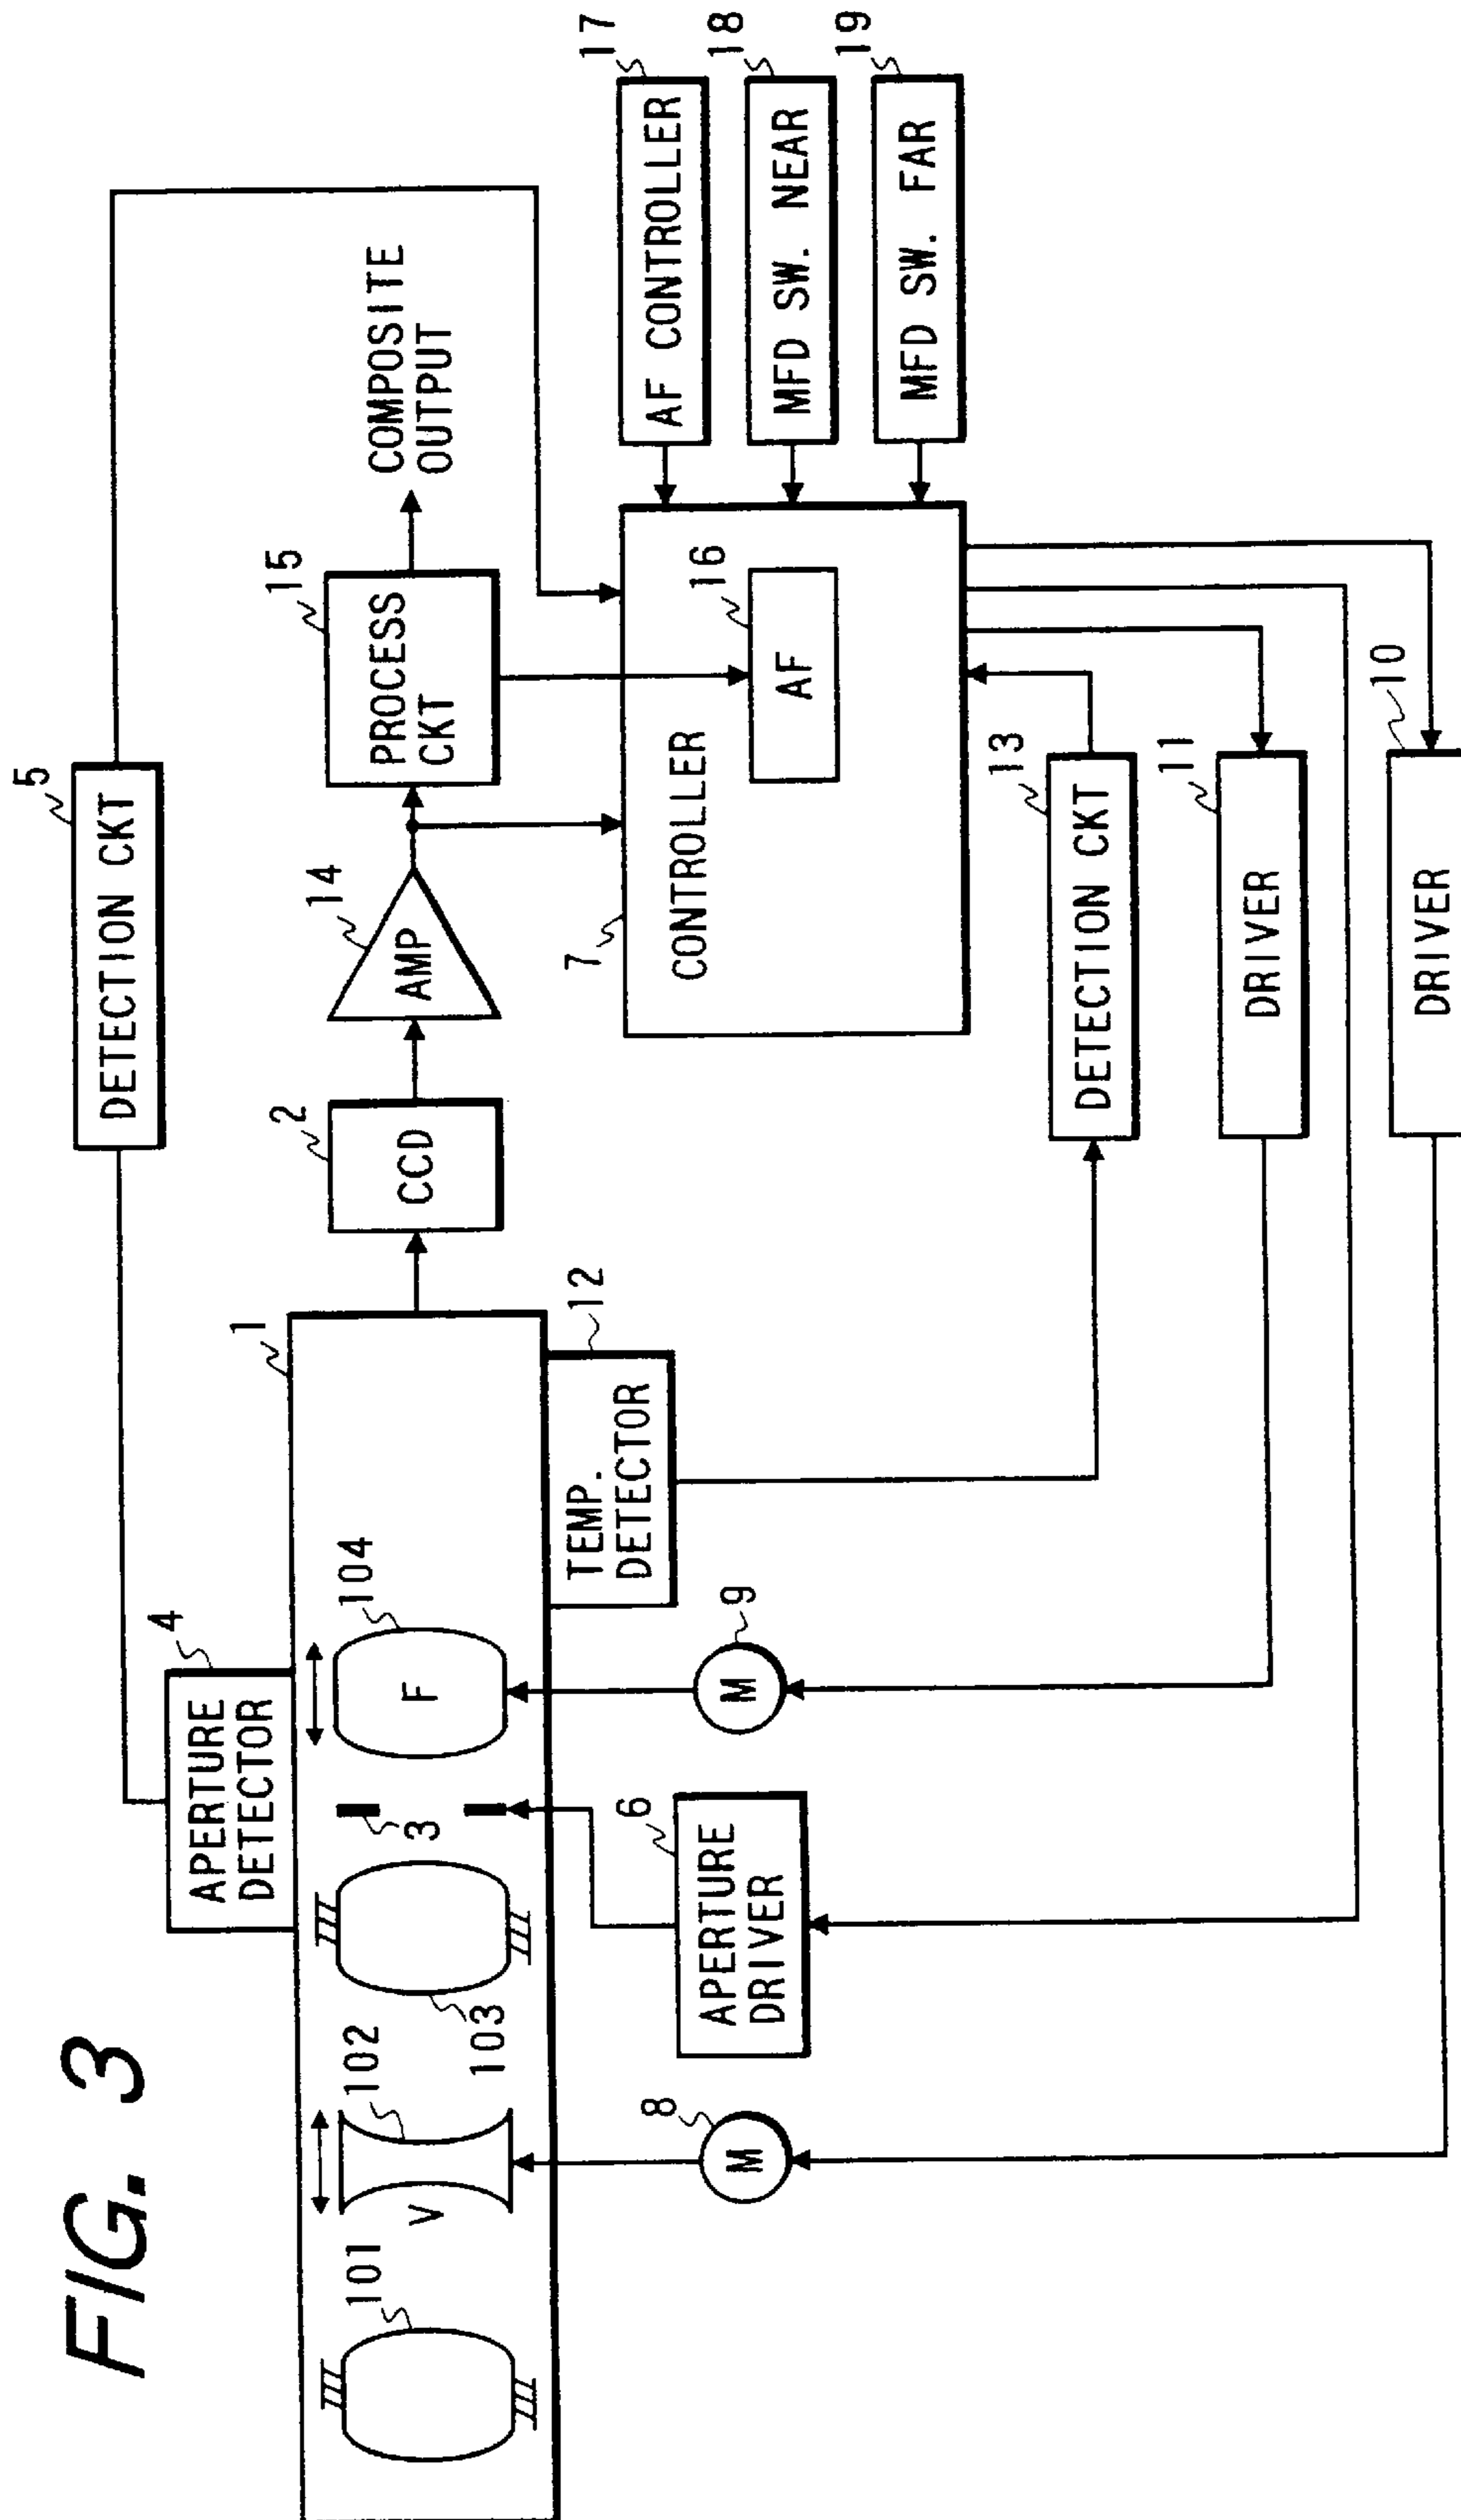 FIG. 3
5
DETECTION CKT
4
APERTURE
DETECTOR
1
101
V
102
103
3
F
104
2
CCD
14
AMP
15
PROCESS
CKT
COMPOSITE
OUTPUT
12
TEMP.
DETECTOR
7
CONTROLLER
16
AF
17
AF CONTROLLER
18
MFD SW. NEAR
19
MFD SW. FAR
8
M
6
APERTURE
DRIVER
9
M
13
DETECTION CKT
11
DRIVER
10
DRIVER